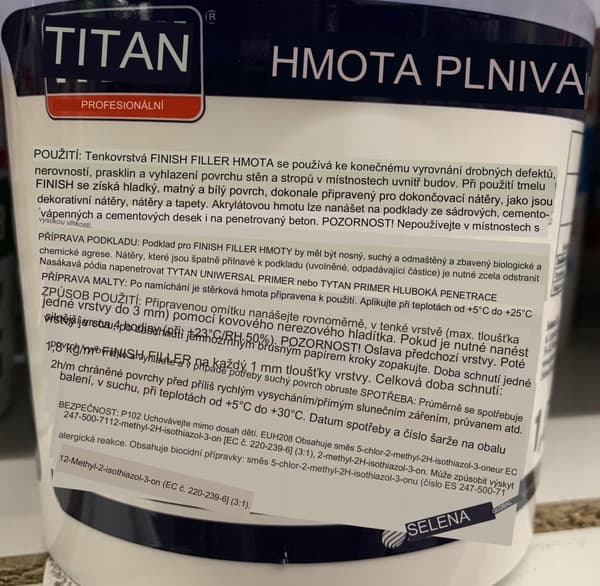 TITAN
®
HMOTA PLNIVA
PROFESIONÁLNÍ
POUŽITÍ: Tenkovrstvá FINISH FILLER HMOTA se používá ke konečnému vyrovnání drobných defektů,
nerovností, prasklin a vyhlazení povrchu stěn a stropů v místnostech uvnitř budov. Při použití tmelu
FINISH se získá hladký, matný a bílý povrch, dokonale připravený pro dokončovací nátěry, jako jsou
dekorativní nátěry, nátěry a tapety. Akrylátovou hmotu lze nanášet na podklady ze sádrových, cemento-
vápenných a cementových desek i na penetrovaný beton. POZORNOST! Nepoužívejte v místnostech s
vysokou vlhkostí.
PŘÍPRAVA PODKLADU: Podklad pro FINISH FILLER HMOTY by měl být nosný, suchý a odmaštěný a zbavený biologické a
chemické agrese. Nátěry, které jsou špatně přilnavé k podkladu (uvolněné, odpadávající částice) je nutné zcela odstranit
Nasákavá pódia napenetrovat TYTAN UNIWERSAL PRIMER nebo TYTAN PRIMER HLUBOKÁ PENETRACE
PŘÍPRAVA MALTY: Po namíchání je stěrková hmota připravena k použití. Aplikujte při teplotách od +5°C do +25°C
ZPŮSOB POUŽITÍ: Připravenou omítku nanášejte rovnoměrně, v tenké vrstvě (max. tloušťka
jedné vrstvy do 3 mm) pomocí kovového nerezového hladítka. Pokud je nutné nanést
silnější vrstvu, (při +23°C/RH 50%). POZORNOST! Oslava předchozí vrstvy. Poté
jemnozrnným brusným papírem kroky zopakujte. Doba schnutí jedné
případě potřeby suchý povrch obruste SPOTŘEBA: Průměrně se spotřebuje
1,8 kg/m² FINISH FILLER na každý 1 mm tloušťky vrstvy. Celková doba schnutí:
2h/m chráněné povrchy před příliš rychlým vysycháním/přímým slunečním zářením, průvanem atd.
balení, v suchu, při teplotách od +5°C do +30°C. Datum spotřeby a číslo šarže na obalu
BEZPEČNOST: P102 Uchovávejte mimo dosah dětí. EUH208 Obsahuje směs 5-chlor-2-methyl-2H-isothiazol-3-oneur EC
247-500-7112-methyl-2H-isothiazol-3-on [EC č. 220-239-6] (3:1), 2-methyl-2H-isothiazol-3-on. Může způsobit výskyt
alergická reakce. Obsahuje biocidní přípravky: směs 5-chlor-2-methyl-2H-isothiazol-3-onu (číslo ES 247-500-71
12-Methyl-2-isothiazol-3-on (EC č. 220-239-6] (3:1).
SELENA